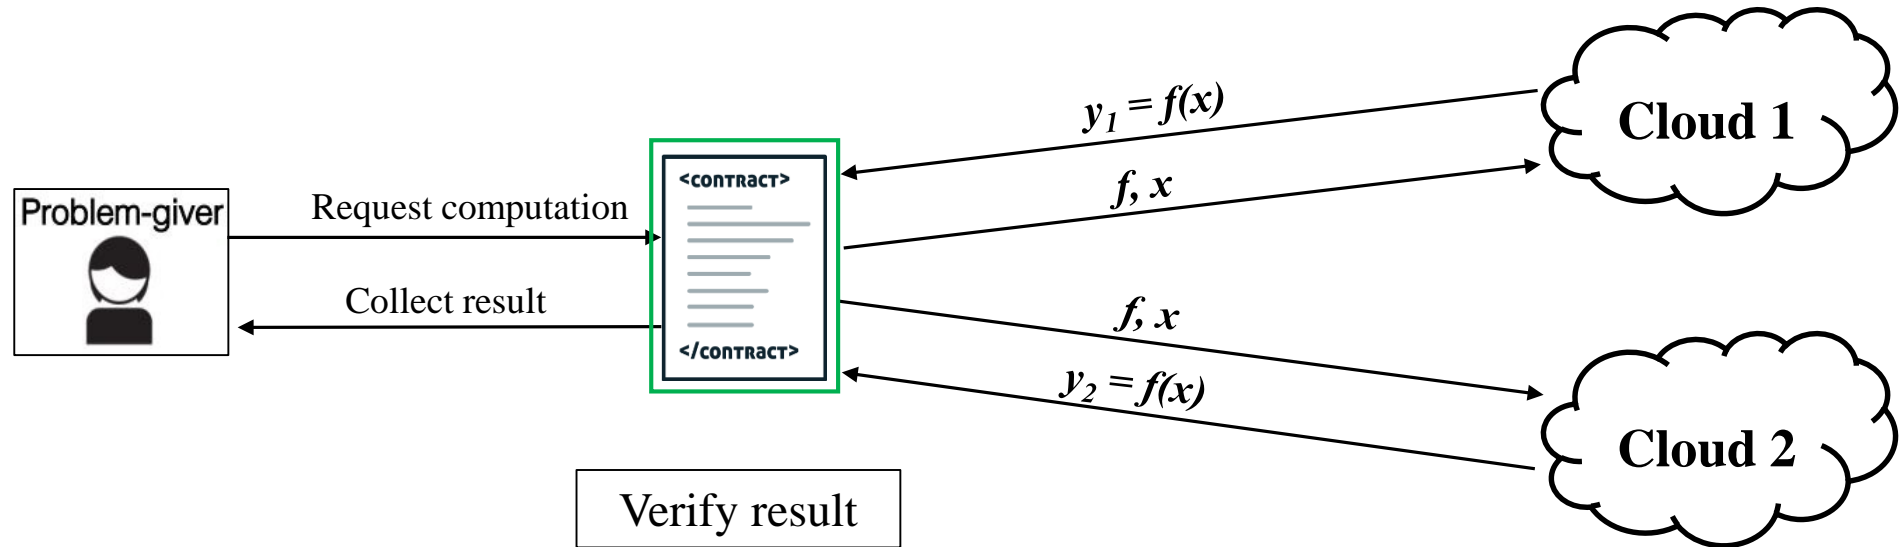 Problem-giver
Request computation
Collect result
<contract>
</contract>
y₁ = f(x)
f, x
f, x
y₂ = f(x)
Cloud 1
Cloud 2
Verify result